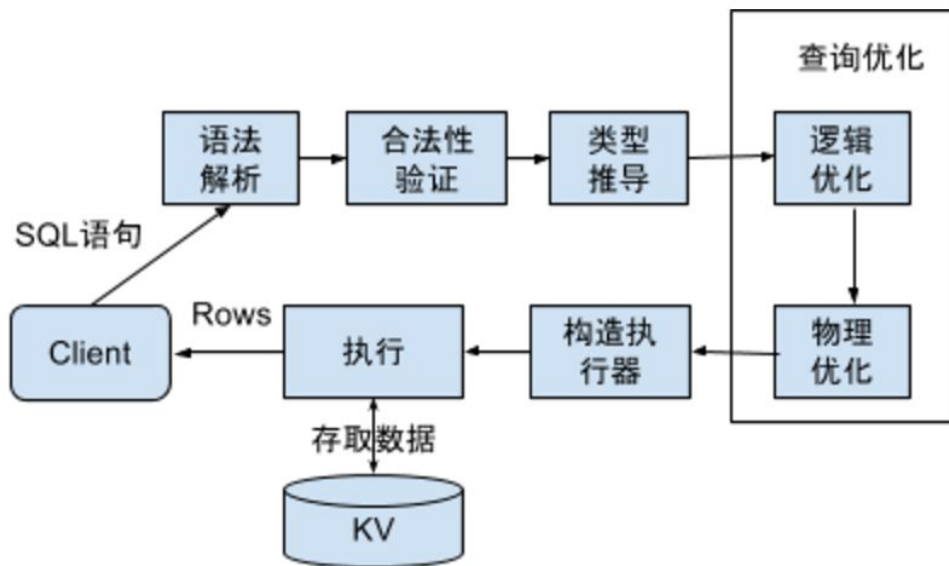 查询优化
语法
解析
合法性
验证
类型
推导
逻辑
优化
SQL语句
Client
Rows
执行
构造执
行器
物理
优化
存取数据
KV